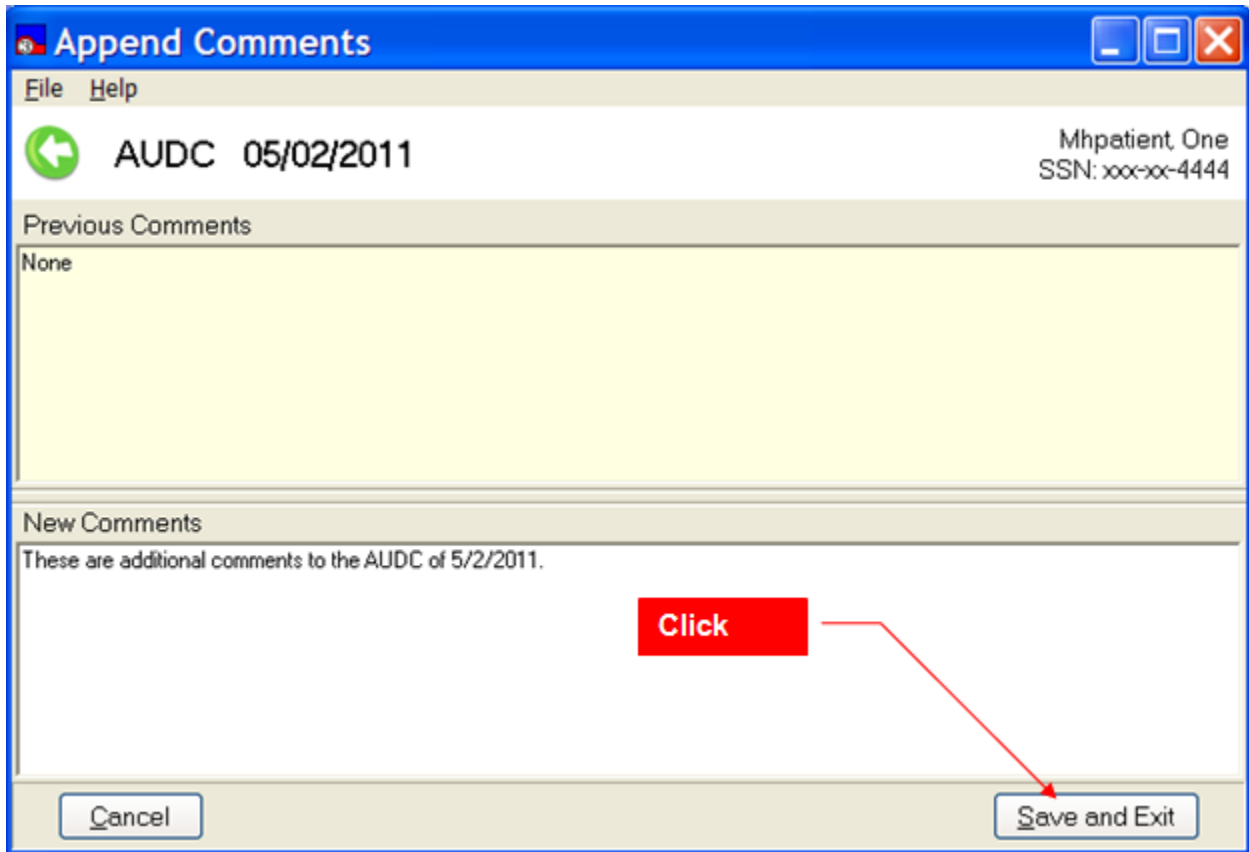 Append Comments
File Help
AUDC 05/02/2011
Mhpatient, One
SSN: xxx-xx-4444
Previous Comments
None
New Comments
These are additional comments to the AUDC of 5/2/2011.
Click
Cancel
Save and Exit